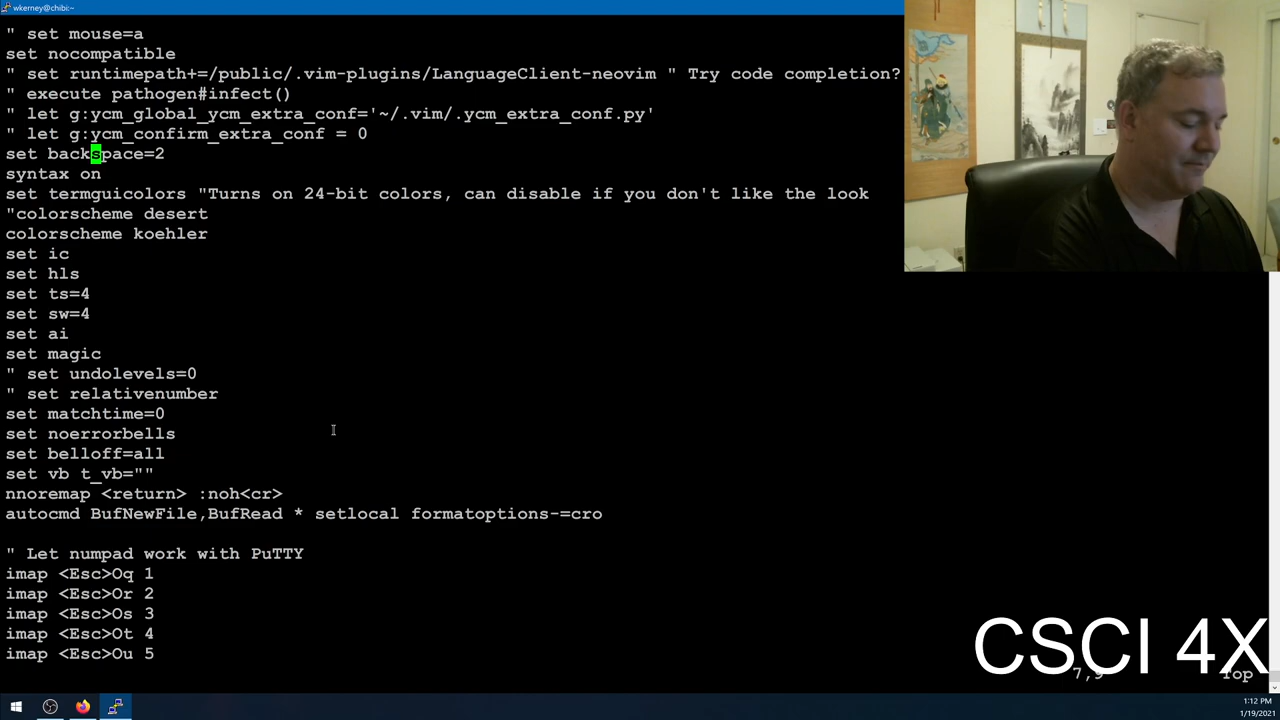 wkerney@chibi:~
" set mouse=a
set nocompatible
" set runtimepath+=/public/.vim-plugins/LanguageClient-neovim " Try code completion?
" execute pathogen#infect()
" let g:ycm_global_ycm_extra_conf='~/.vim/.ycm_extra_conf.py'
" let g:ycm_confirm_extra_conf = 0
set backspace=2
syntax on
set termguicolors "Turns on 24-bit colors, can disable if you don't like the look
"colorscheme desert
colorscheme koehler
set ic
set hls
set ts=4
set sw=4
set ai
set magic
" set undolevels=0
" set relativenumber
set matchtime=0
set noerrorbells
set belloff=all
set vb t_vb=""
nnoremap <return> :noh<cr>
autocmd BufNewFile,BufRead * setlocal formatoptions-=cro
" Let numpad work with PuTTY
imap <Esc>Oq 1
imap <Esc>Or 2
imap <Esc>Os 3
imap <Esc>Ot 4
imap <Esc>Ou 5
CSCI 4X
Top
1:12 PM
1/19/2021